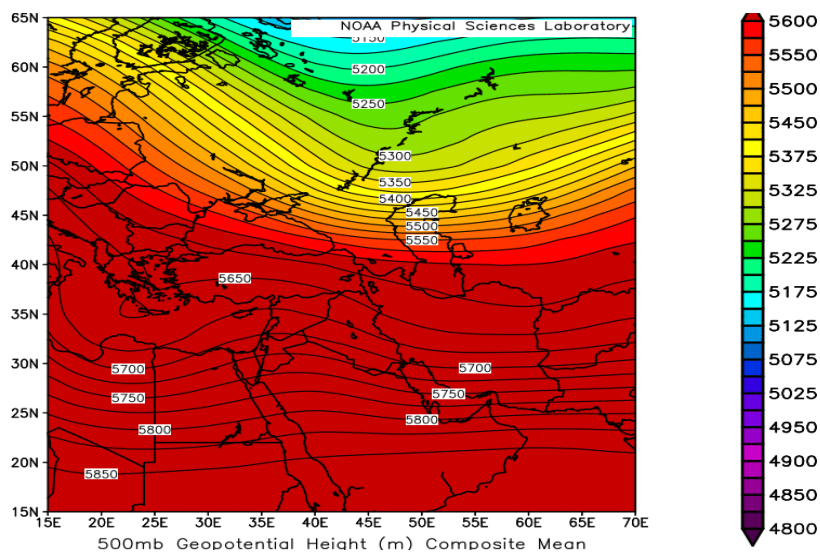 NOAA Physical Sciences Laboratory
65N
60N
55N
50N
45N
40N
35N
30N
25N
20N
15N
5150
5200
5250
5300
5350
5400
5450
5500
5550
5650
5700
5700
5750
5750
5800
5800
5850
15E 20E 25E 30E 35E 40E 45E 50E 55E 60E 65E 70E
500mb Geopotential Height (m) Composite Mean
5600
5500
5450
5375
5325
5275
5225
5175
5125
5075
5025
4950
4900
4850
4800